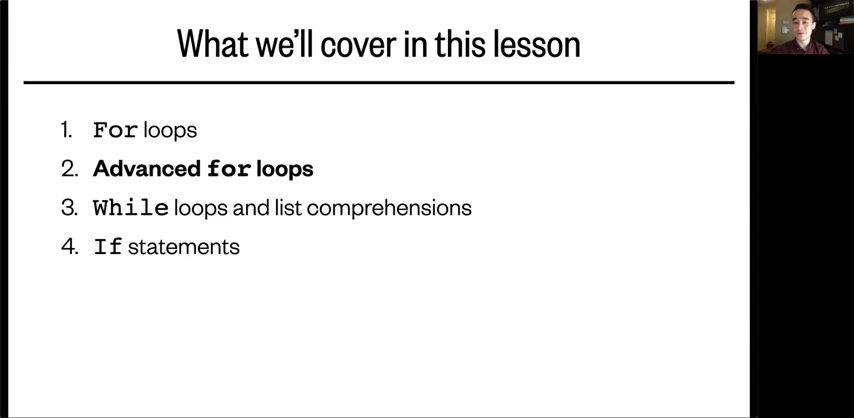 What we'll cover in this lesson
1. For loops
2. Advanced for loops
3. While loops and list comprehensions
4. If statements